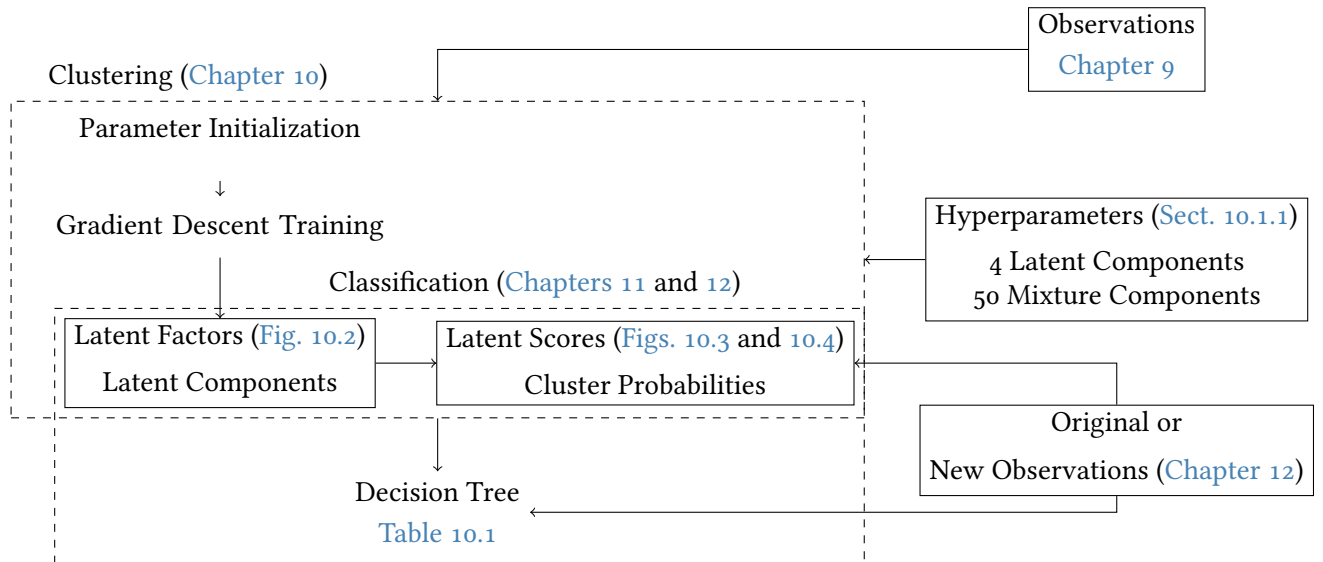 Observations
Chapter 9
Clustering (Chapter 10)
Parameter Initialization
Gradient Descent Training
Hyperparameters (Sect. 10.1.1)
4 Latent Components
50 Mixture Components
Classification (Chapters 11 and 12)
Latent Factors (Fig. 10.2)
Latent Components
Latent Scores (Figs. 10.3 and 10.4)
Cluster Probabilities
Original or
New Observations (Chapter 12)
Decision Tree
Table 10.1